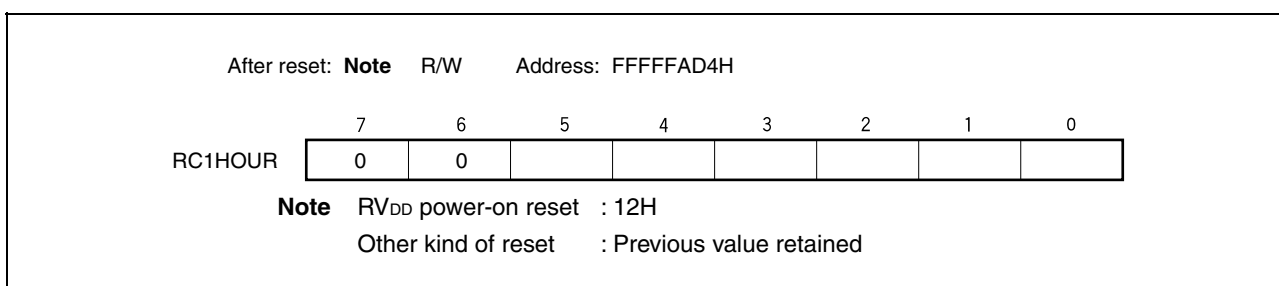 After reset: Note R/W Address: FFFFFAD4H
7 6 5 4 3 2 1 0
RC1HOUR 0 0
Note RVDD power-on reset : 12H
Other kind of reset : Previous value retained